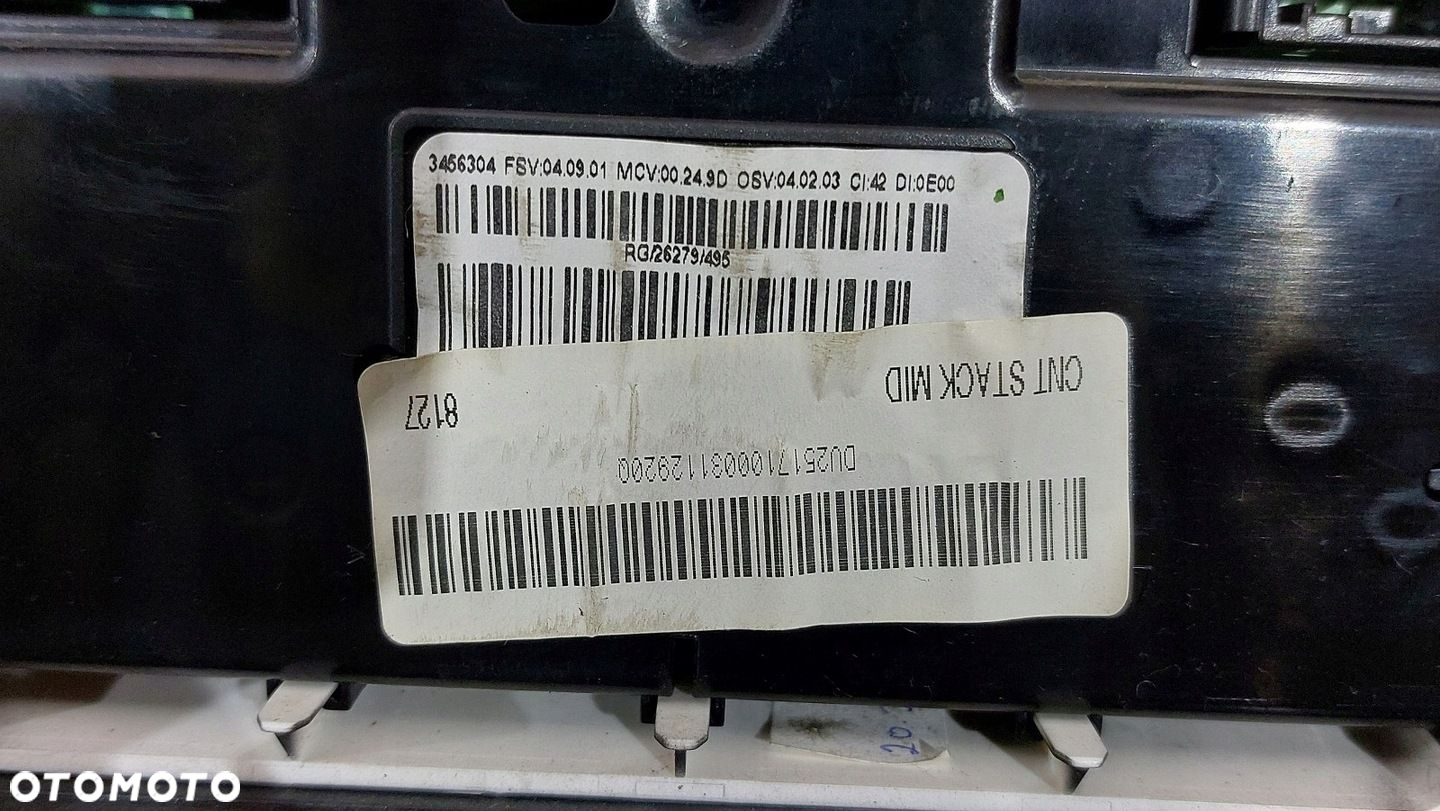 3456304 FSV:04.09.01 MCV:00.24.9D OSV:04.02.03 CI:42 DI:0E00
RG/26279/495
CNT STACK MID
8127
DU2517100031129200
OTOMOTO